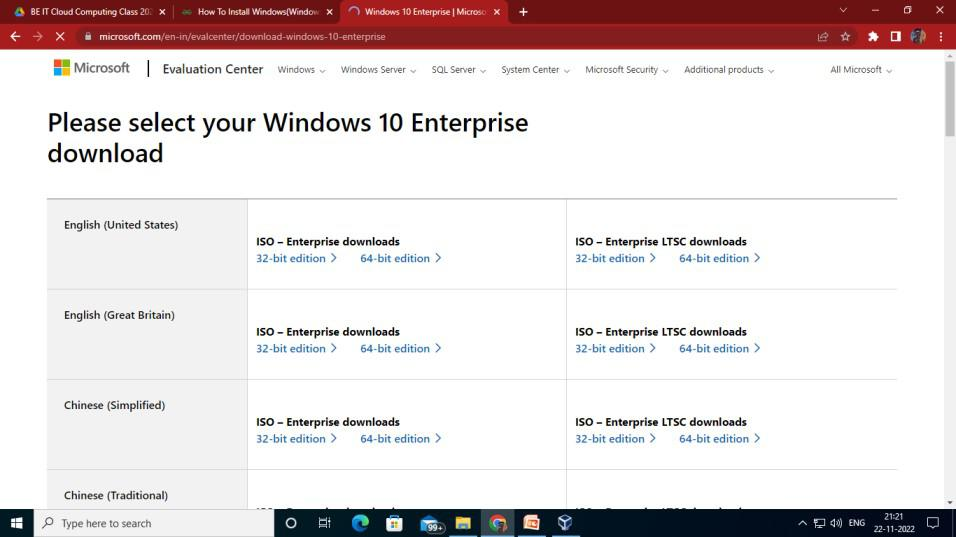 BE IT Cloud Computing Class 202
How To Install Windows(Window
Windows 10 Enterprise | Microso
microsoft.com/en-in/evalcenter/download-windows-10-enterprise
Microsoft
Evaluation Center
Windows
Windows Server
SQL Server
System Center
Microsoft Security
Additional products
All Microsoft
Please select your Windows 10 Enterprise
download
English (United States)
ISO – Enterprise downloads
32-bit edition
64-bit edition
ISO – Enterprise LTSC downloads
32-bit edition
64-bit edition
English (Great Britain)
ISO – Enterprise downloads
32-bit edition
64-bit edition
ISO – Enterprise LTSC downloads
32-bit edition
64-bit edition
Chinese (Simplified)
ISO – Enterprise downloads
32-bit edition
64-bit edition
ISO – Enterprise LTSC downloads
32-bit edition
64-bit edition
Chinese (Traditional)
Type here to search
99+
ENG
21:21
22-11-2022